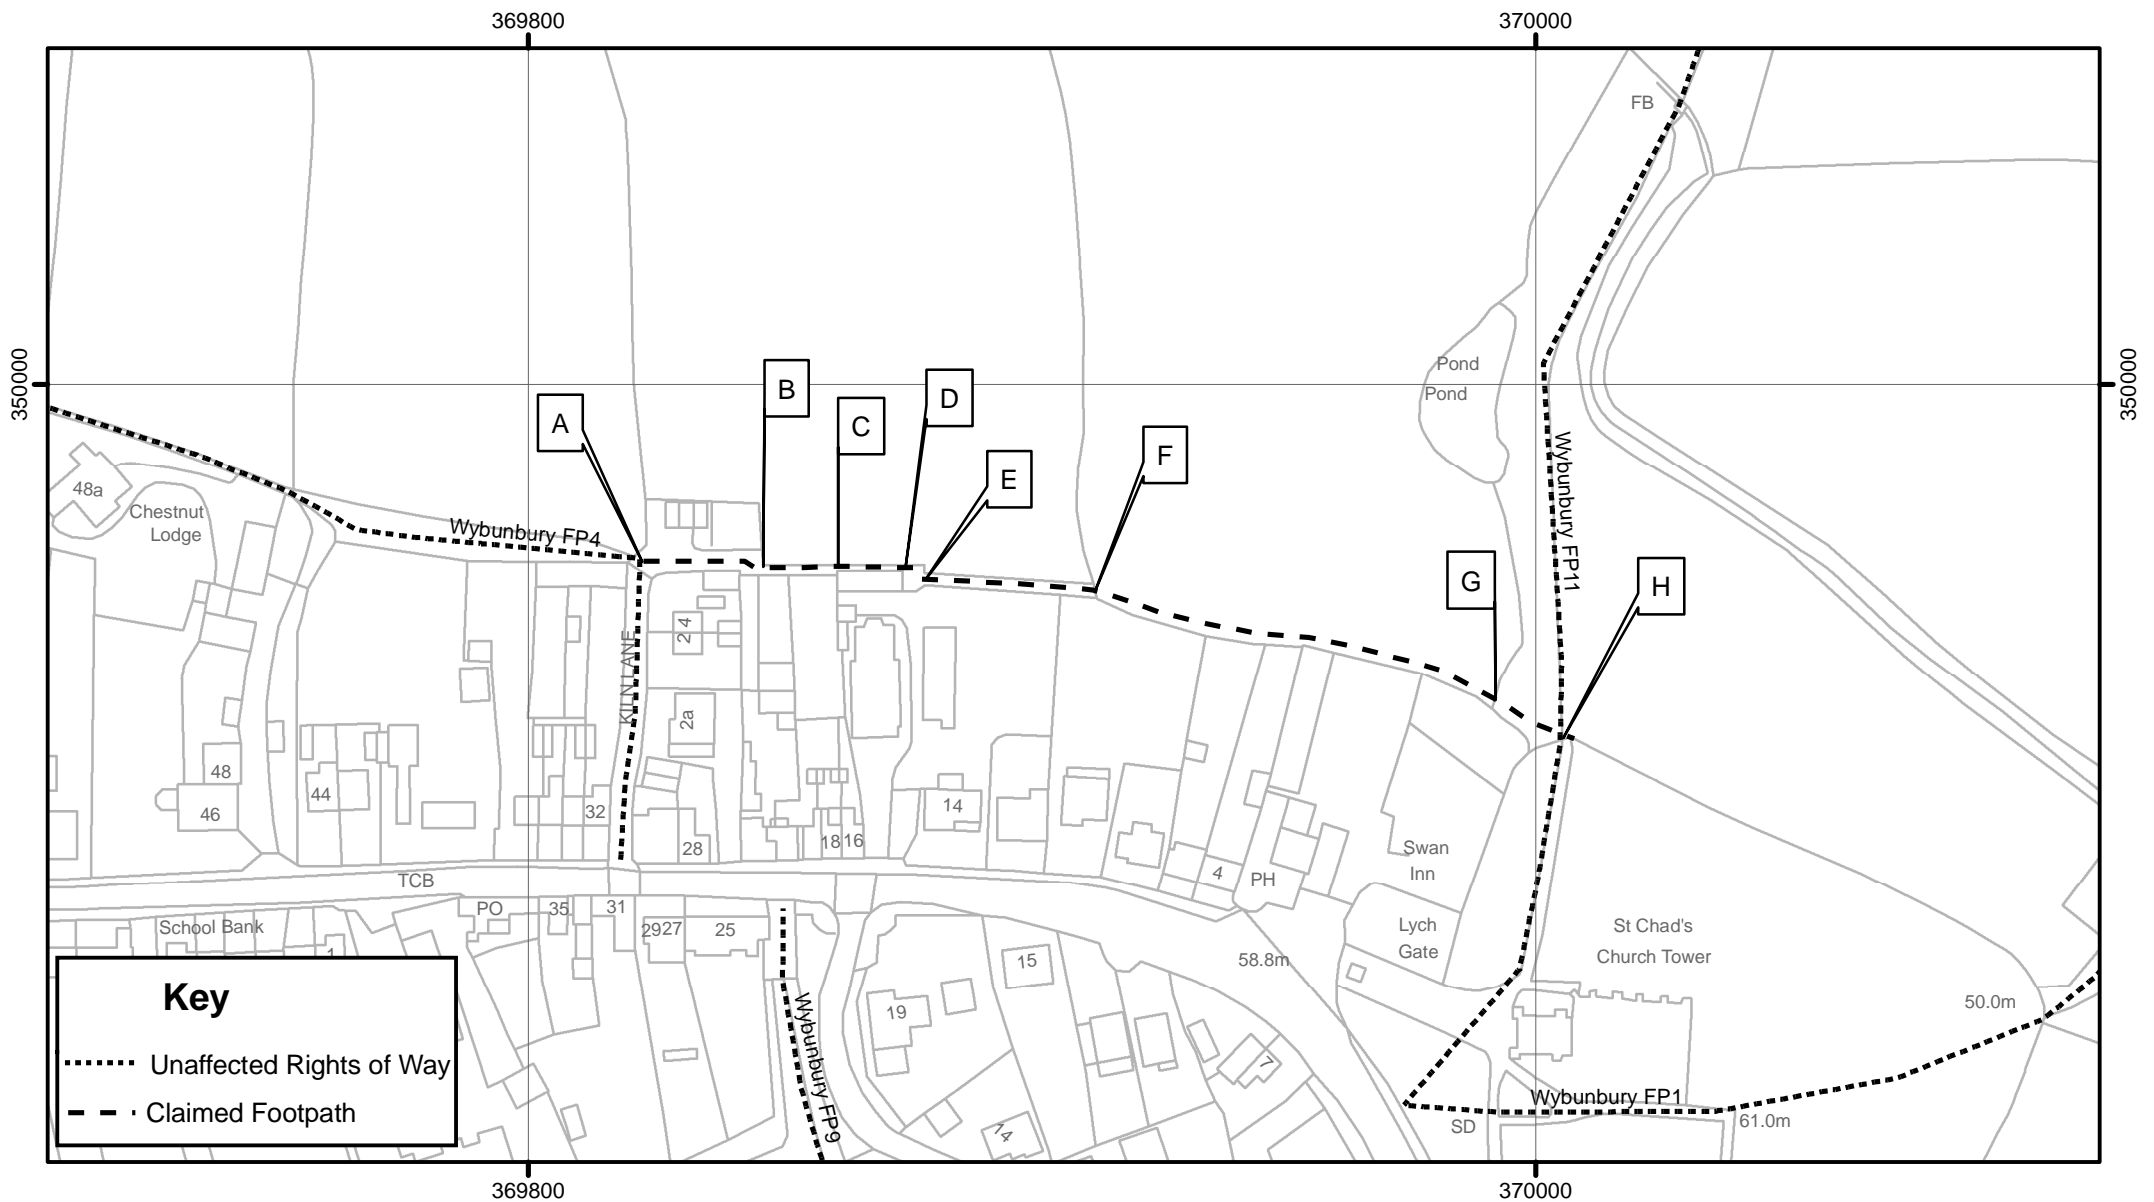 369800
370000
FB
350000
350000
Pond
Pond
A
B
C
D
E
F
G
H
48a
Chestnut
Lodge
Wybunbury FP4
Wybunbury FP11
KILN LANE
2 4
2a
48
46
44
32
28
18
16
14
4
PH
Swan
Inn
TCB
PO
35
31
29
27
25
School Bank
1
Lych
Gate
St Chad's
Church Tower
58.8m
15
19
50.0m
7
14
Wybunbury FP9
Wybunbury FP1
SD
61.0m
Key
Unaffected Rights of Way
Claimed Footpath
369800
370000